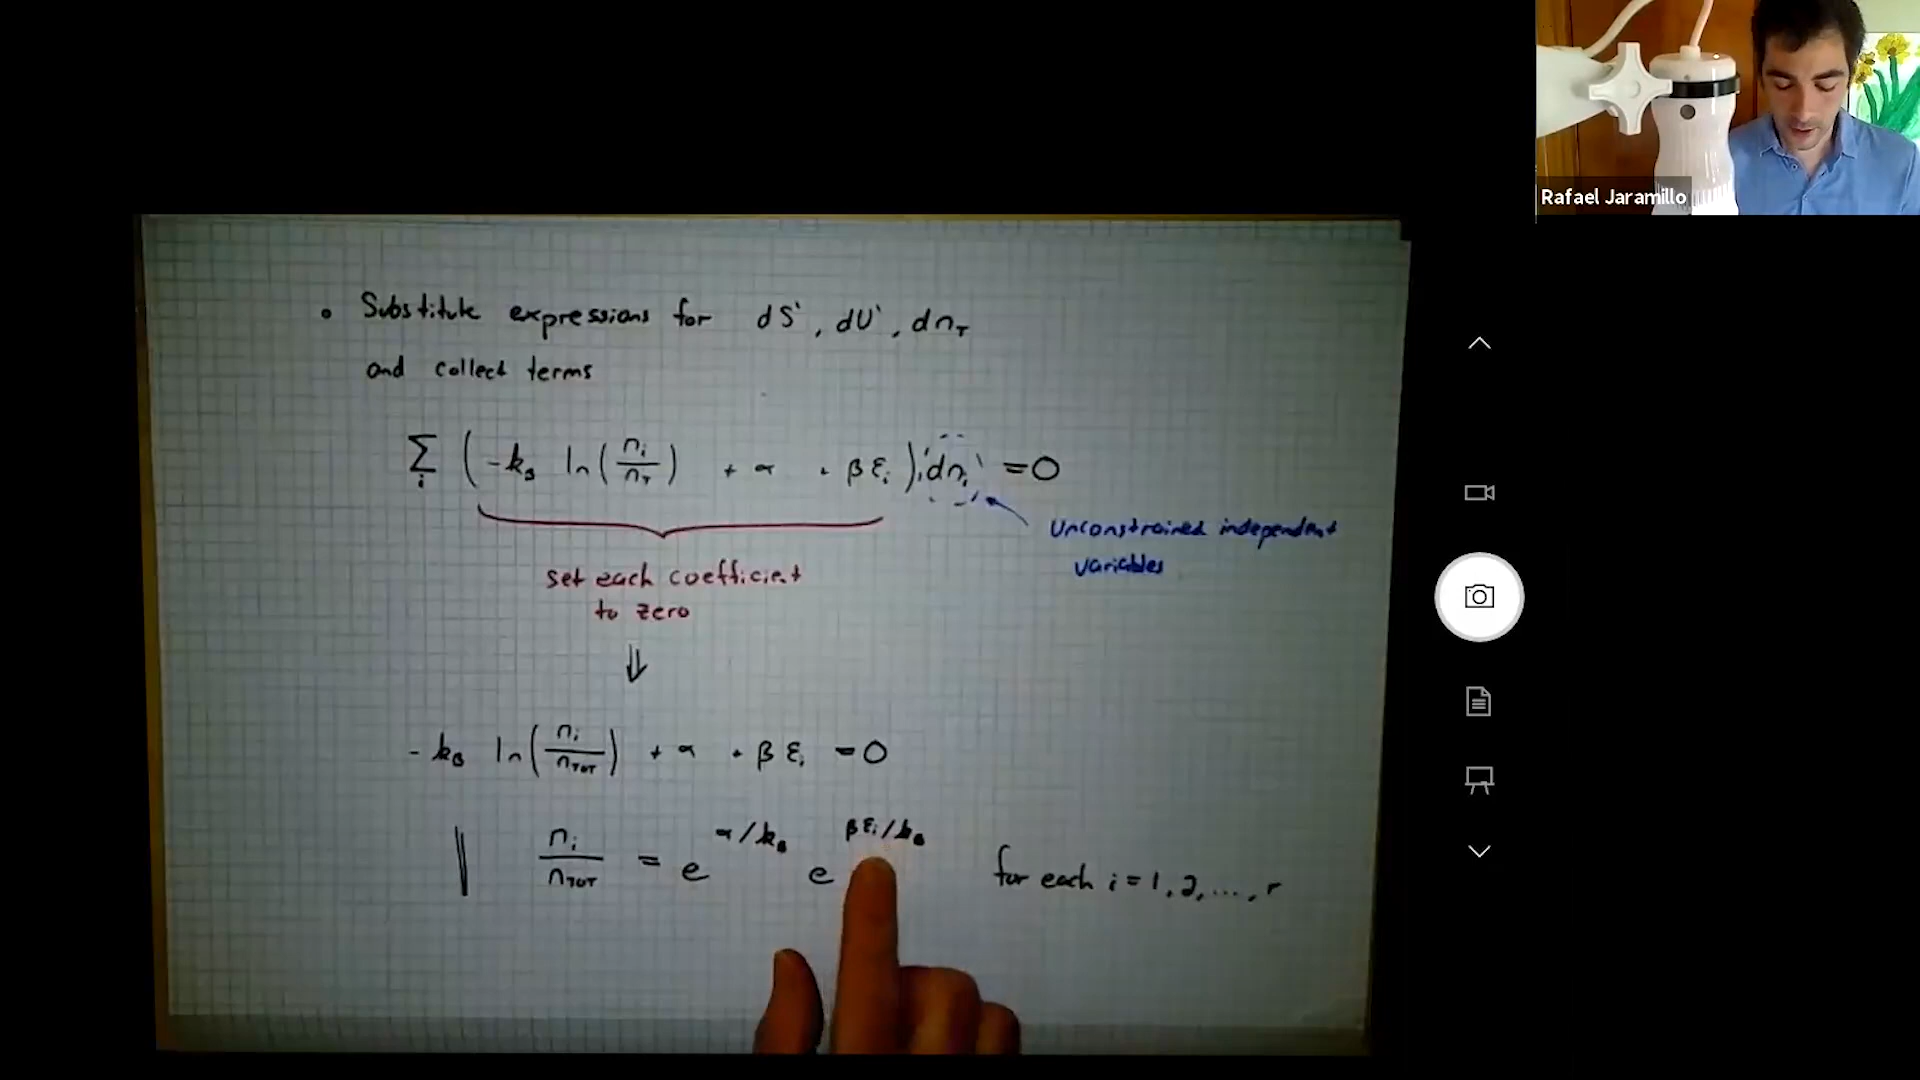 Rafael Jaramillo
• Substitute expressions for dS', dU', dn_T
and collect terms
∑_i ( -k_B ln(n_i/n_T) + α + βε_i ) dn_i = 0
unconstrained independent
variables
set each coefficient
to zero
⇓
-k_B ln(n_i/n_TOT) + α + βε_i = 0
‖ n_i/n_TOT = e^{α/k_B} e^{βε_i/k_B} for each i = 1, 2, ..., r